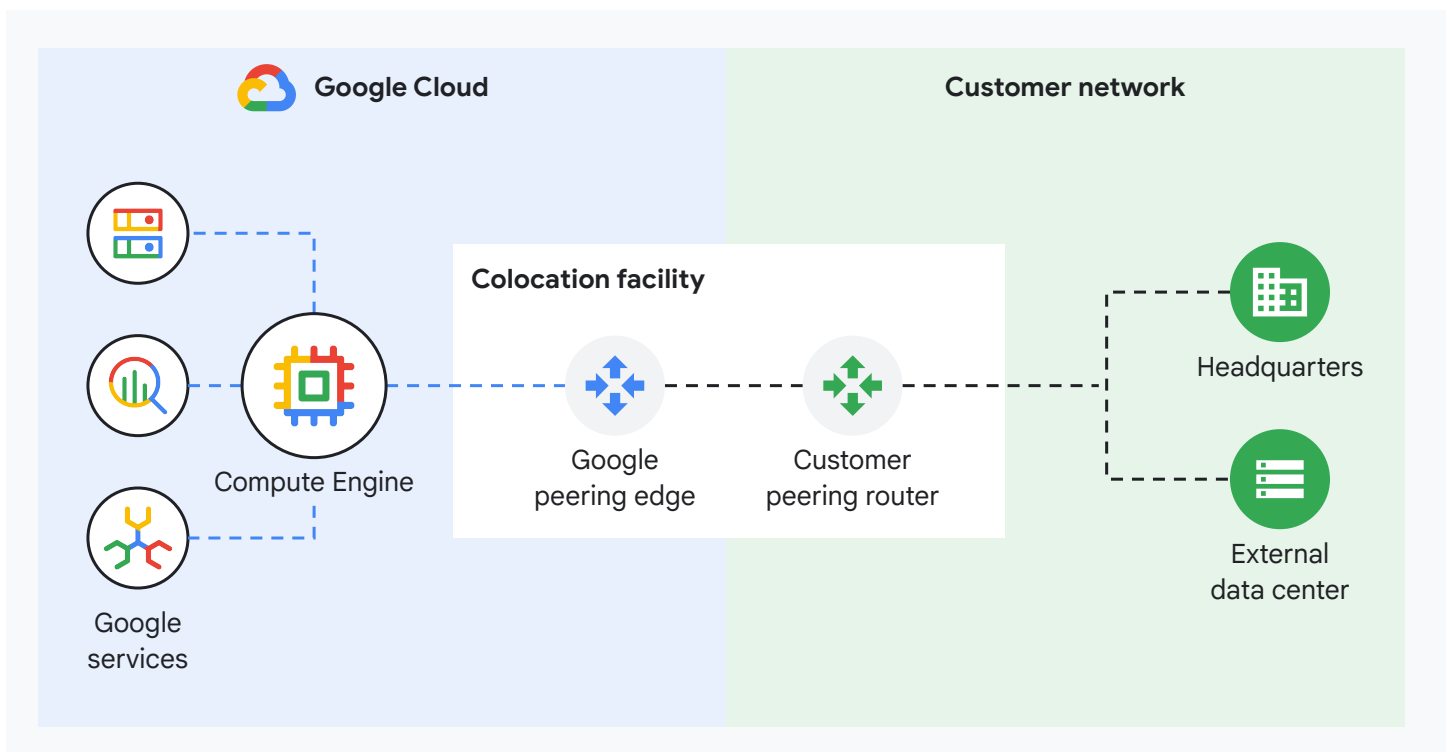 Google Cloud
Customer network
Colocation facility
Headquarters
Google
peering edge
Customer
peering router
Compute Engine
External
data center
Google
services